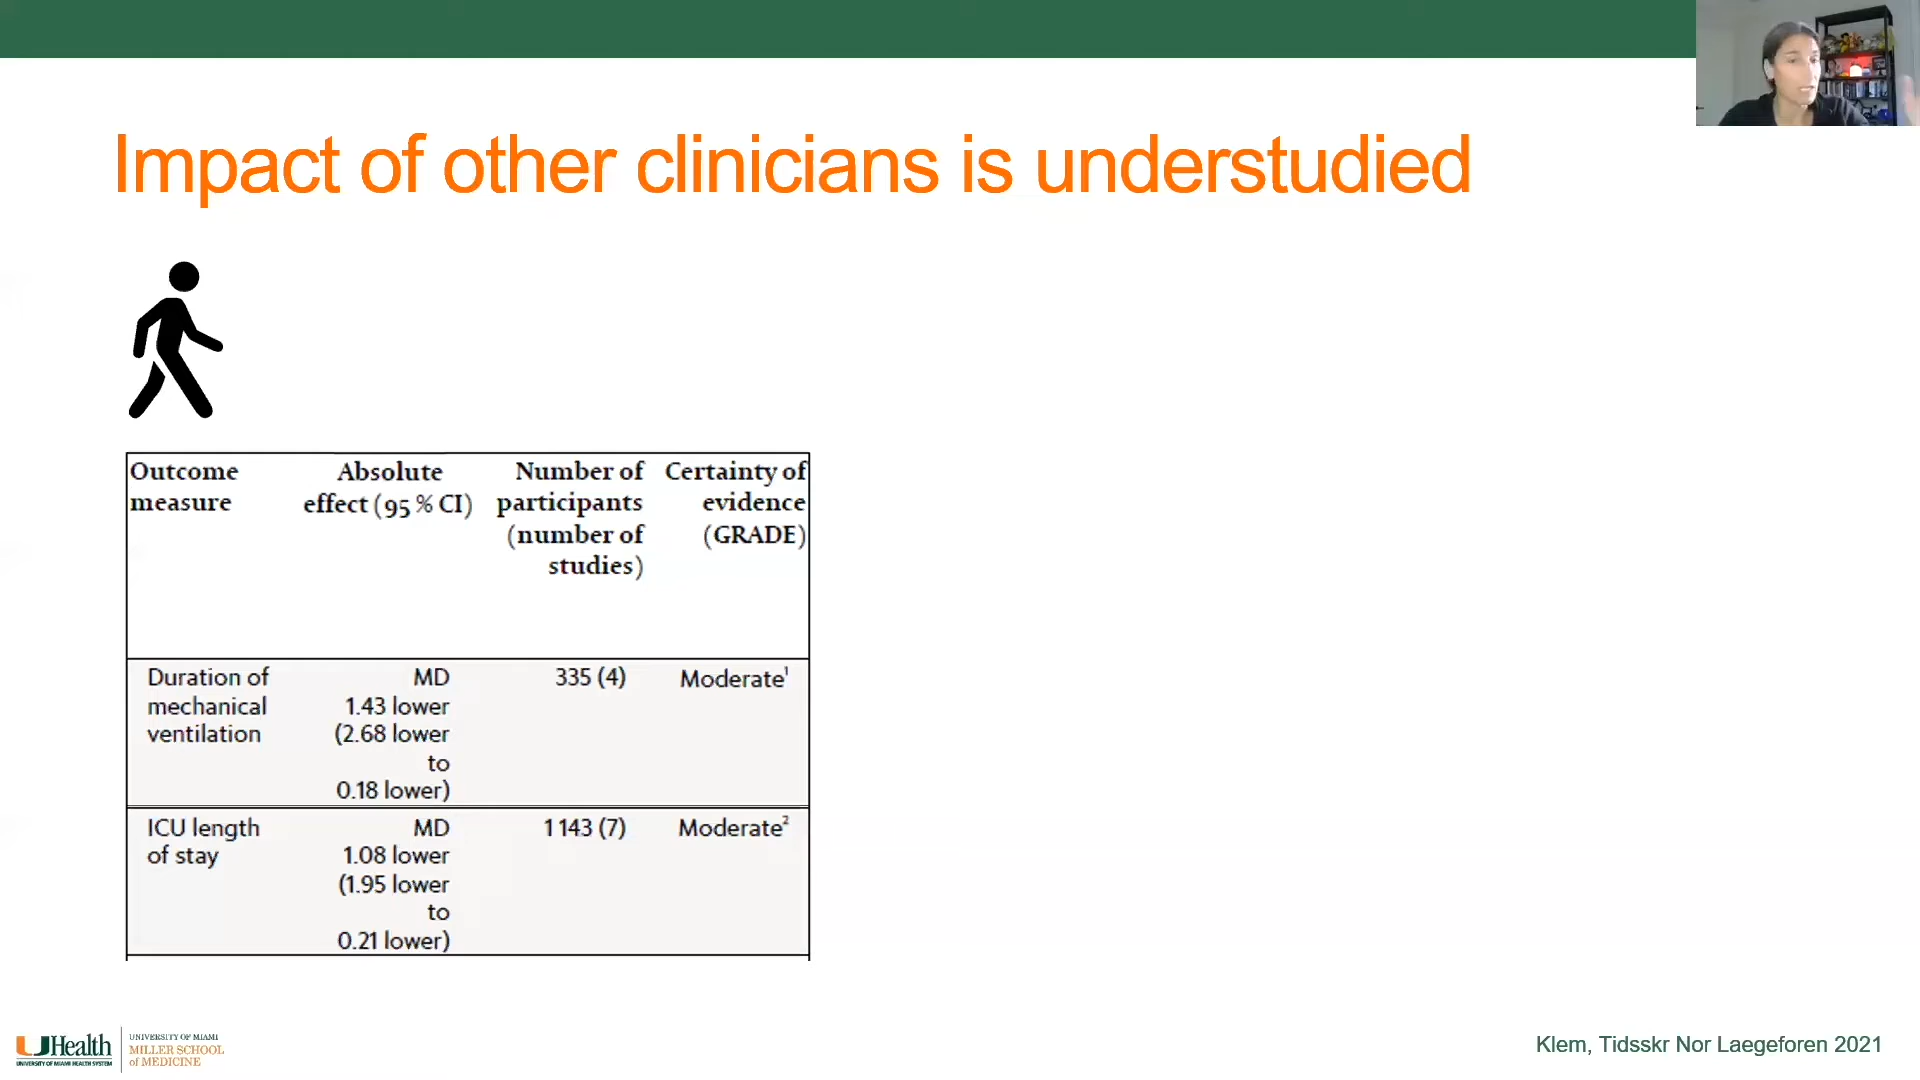 Impact of other clinicians is understudied
Outcome measure
Absolute effect (95 % CI)
Number of participants (number of studies)
Certainty of evidence (GRADE)
Duration of mechanical ventilation
MD 1.43 lower (2.68 lower to 0.18 lower)
335 (4)
Moderate¹
ICU length of stay
MD 1.08 lower (1.95 lower to 0.21 lower)
1143 (7)
Moderate²
UHealth
UNIVERSITY OF MIAMI HEALTH SYSTEM
UNIVERSITY OF MIAMI
MILLER SCHOOL
of MEDICINE
Klem, Tidsskr Nor Laegeforen 2021